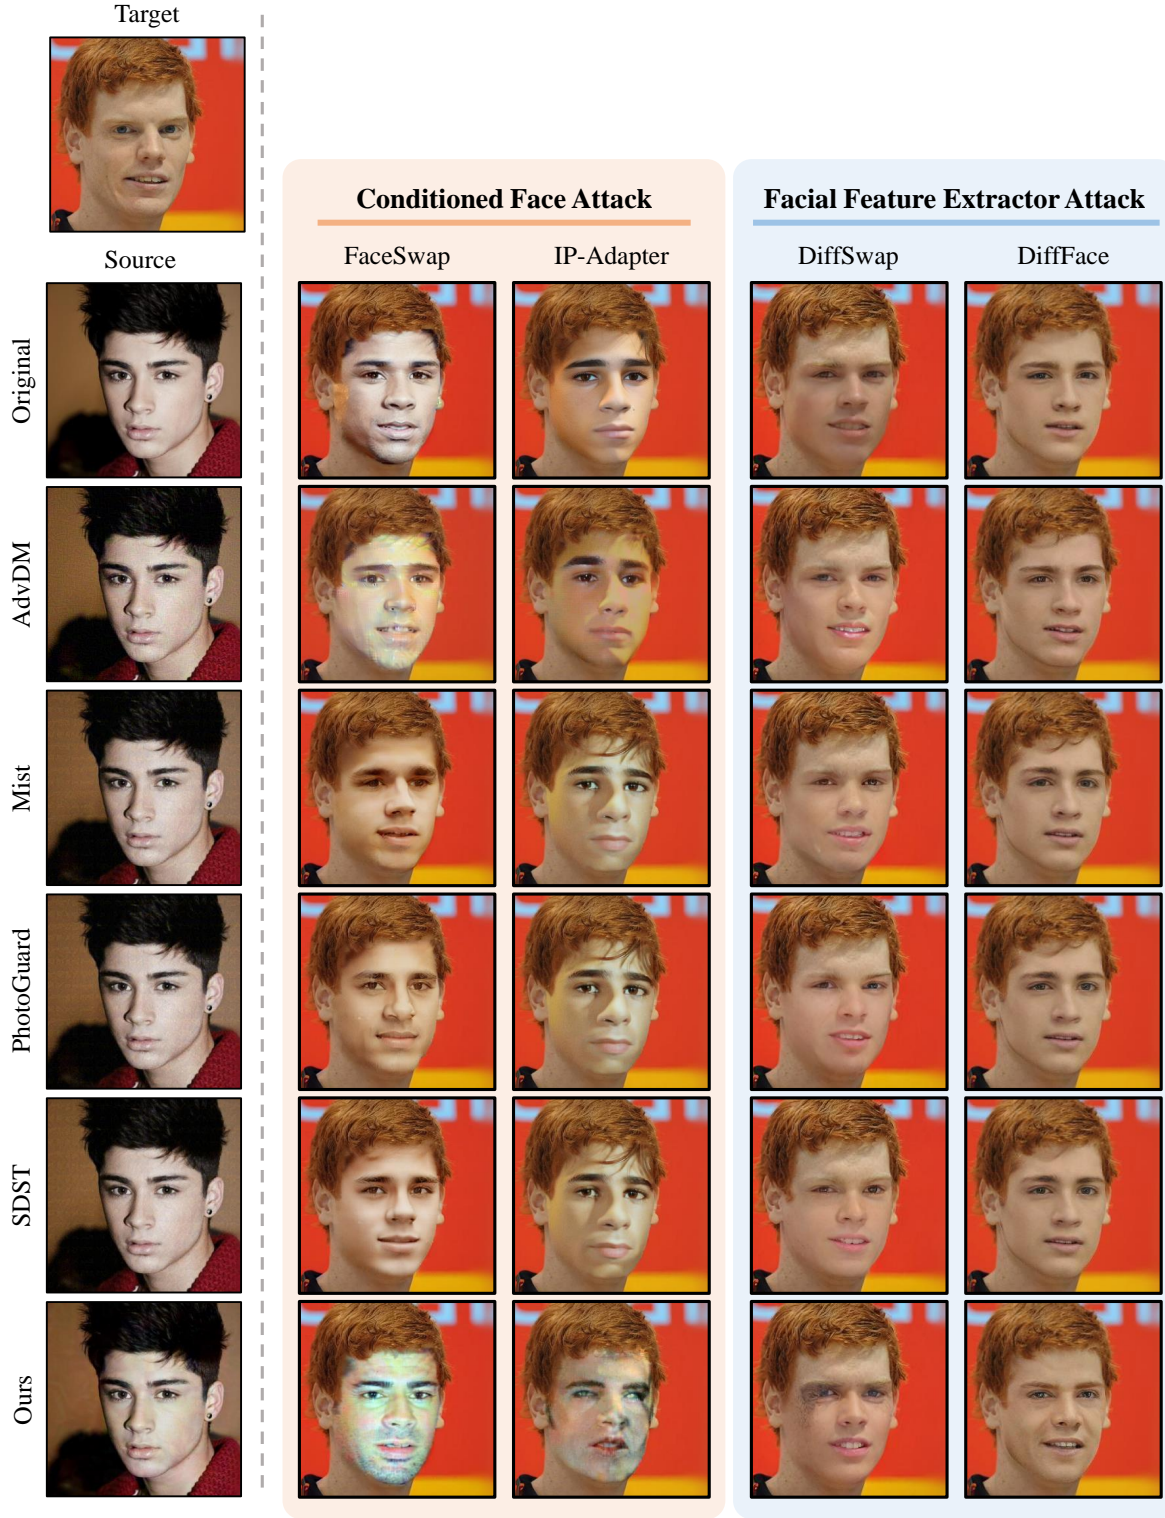 Target
Conditioned Face Attack
Facial Feature Extractor Attack
Source
FaceSwap
IP-Adapter
DiffSwap
DiffFace
Original
AdvDM
Mist
PhotoGuard
SDST
Ours